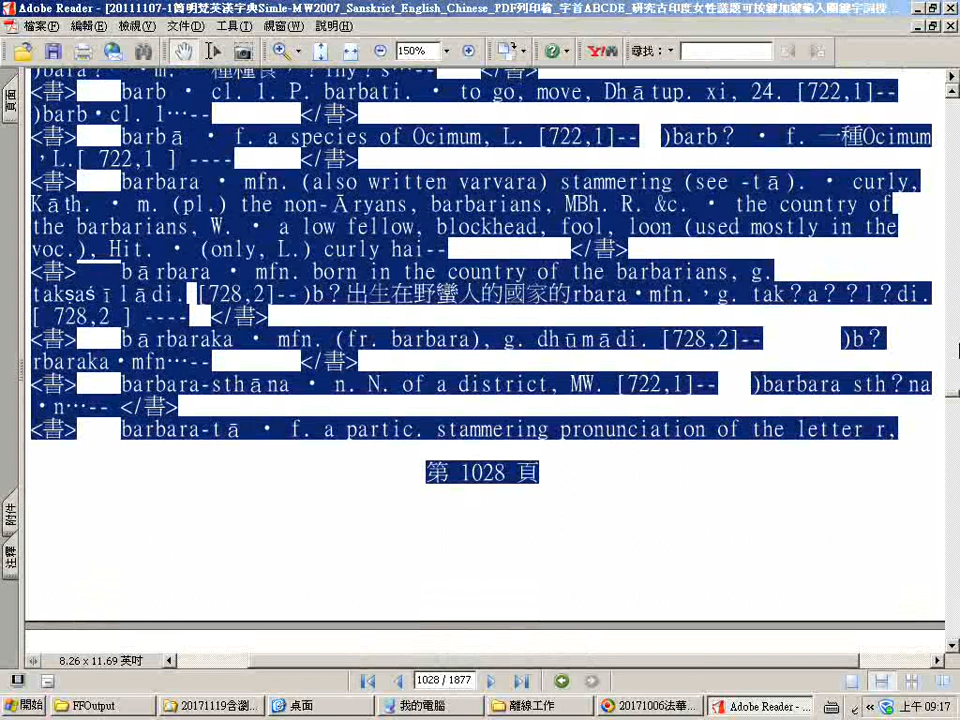 Adobe Reader - [20111107-1簡明梵英漢字典Simle-MW2007_Sanskrict_English_Chinese_PDF列印檔_字首ABCDE_研究古印度女性議題可按鍵加鍵輸入關鍵字詞搜
檔案(F) 編輯(E) 檢視(V) 文件(D) 工具(T) 視窗(W) 說明(H)
150% 尋找：
頁面
<書> barb • cl. 1. P. barbati. • to go, move, Dhātup. xi, 24. [722,1]--
)barb•cl. l…-- </書>
<書> barbā • f. a species of Ocimum, L. [722,1]-- )barb？ • f. 一種Ocimum
，L.[ 722,1 ] ---- </書>
<書> barbara • mfn. (also written varvara) stammering (see -tā). • curly,
Kāṭh. • m. (pl.) the non-Āryans, barbarians, MBh. R. &c. • the country of
the barbarians, W. • a low fellow, blockhead, fool, loon (used mostly in the
voc.), Hit. • (only, L.) curly hai-- </書>
<書> bārbara • mfn. born in the country of the barbarians, g.
takṣaśīlādi. [728,2]--)b？出生在野蠻人的國家的rbara•mfn.，g. tak？a？？l？di.
[ 728,2 ] ---- </書>
<書> bārbaraka • mfn. (fr. barbara), g. dhūmādi. [728,2]-- )b？
rbaraka•mfn…-- </書>
<書> barbara-sthāna • n. N. of a district, MW. [722,1]-- )barbara sth？na
•n…-- </書>
<書> barbara-tā • f. a partic. stammering pronunciation of the letter r,
第 1028 頁
附件
注釋
8.26 x 11.69 英吋
1028 / 1877
開始 FFOutput 20171119含瀏... 桌面 我的電腦 離線工作 20171006法華... Adobe Reader - ... 上午 09:17